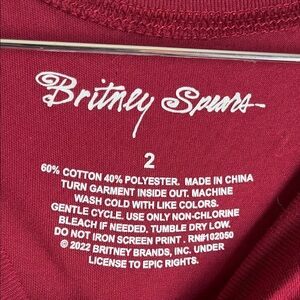 Britney Spears
2
60% COTTON 40% POLYESTER. MADE IN CHINA
TURN GARMENT INSIDE OUT. MACHINE
WASH COLD WITH LIKE COLORS.
GENTLE CYCLE. USE ONLY NON-CHLORINE
BLEACH IF NEEDED. TUMBLE DRY LOW.
DO NOT IRON SCREEN PRINT . RN#102050
© 2022 BRITNEY BRANDS, INC. UNDER
LICENSE TO EPIC RIGHTS.